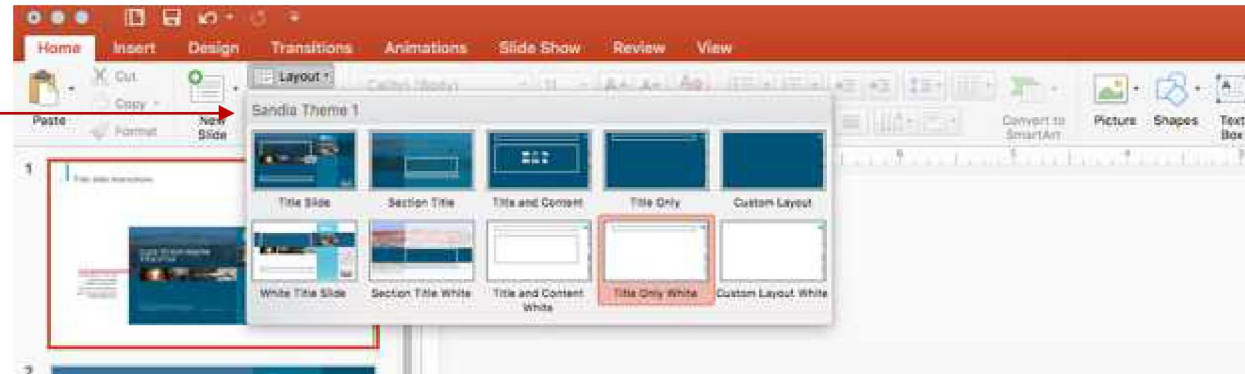 Home Insert Design Transitions Animations Slide Show Review View
Paste
Cut
Copy
Format
New
Slide
Layout
Convert to
SmartArt
Picture
Shapes
Text
Box
Sandia Theme 1
Title Slide
Section Title
Title and Content
Title Only
Custom Layout
White Title Slide
Section Title White
Title and Content
White
Title Only White
Custom Layout White
1
2